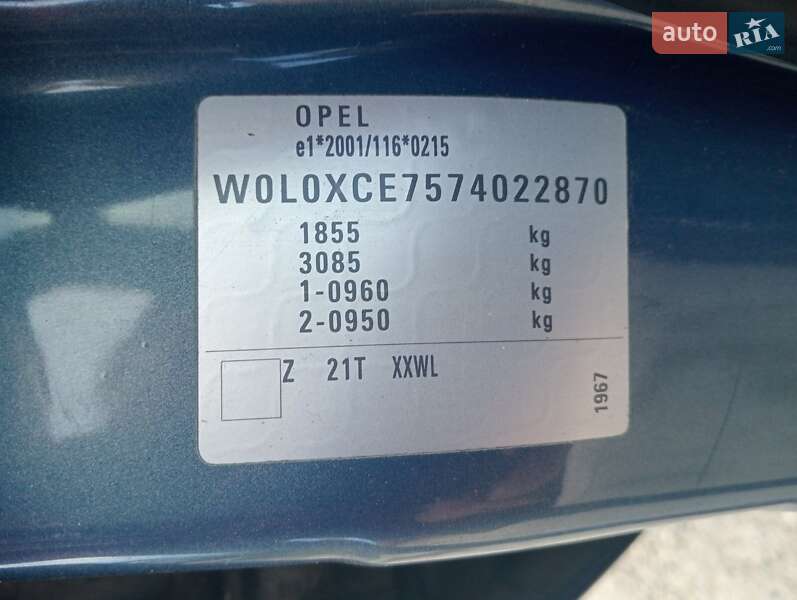 auto RIA.com
OPEL
e1*2001/116*0215
W0L0XCE7574022870
1855 kg
3085 kg
1-0960 kg
2-0950 kg
Z 21T XXWL
1967